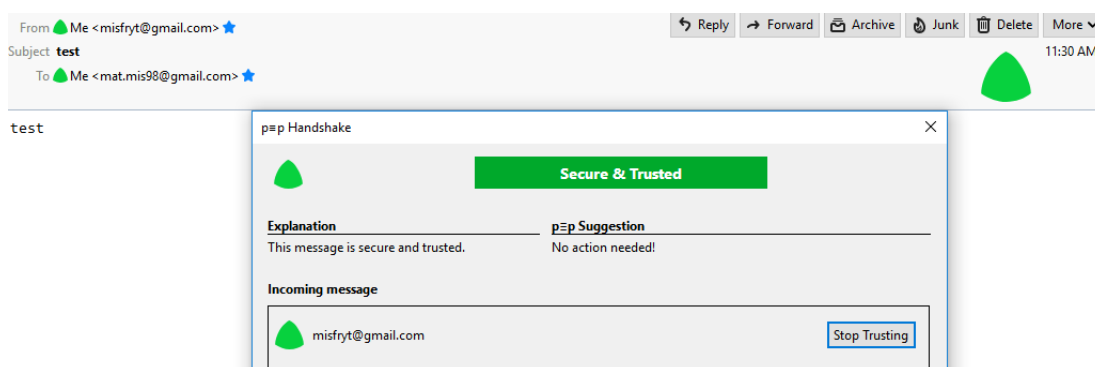 From Me <misfryt@gmail.com> Reply Forward Archive Junk Delete More
Subject test 11:30 AM
To Me <mat.mis98@gmail.com>
test
p≡p Handshake
Secure & Trusted
Explanation p≡p Suggestion
This message is secure and trusted. No action needed!
Incoming message
misfryt@gmail.com Stop Trusting